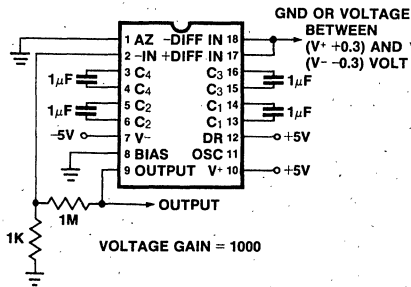 GND OR VOLTAGE
BETWEEN
(V+ +0.3) AND
(V− −0.3) VOLT
1 AZ −DIFF IN 18
2 −IN +DIFF IN 17
1μF 3 C4 C3 16 1μF
4 C4 C3 15
1μF 5 C2 C1 14 1μF
6 C2 C1 13
−5V 7 V− DR 12 +5V
8 BIAS OSC 11
9 OUTPUT V+ 10 +5V
1M OUTPUT
1K
VOLTAGE GAIN = 1000